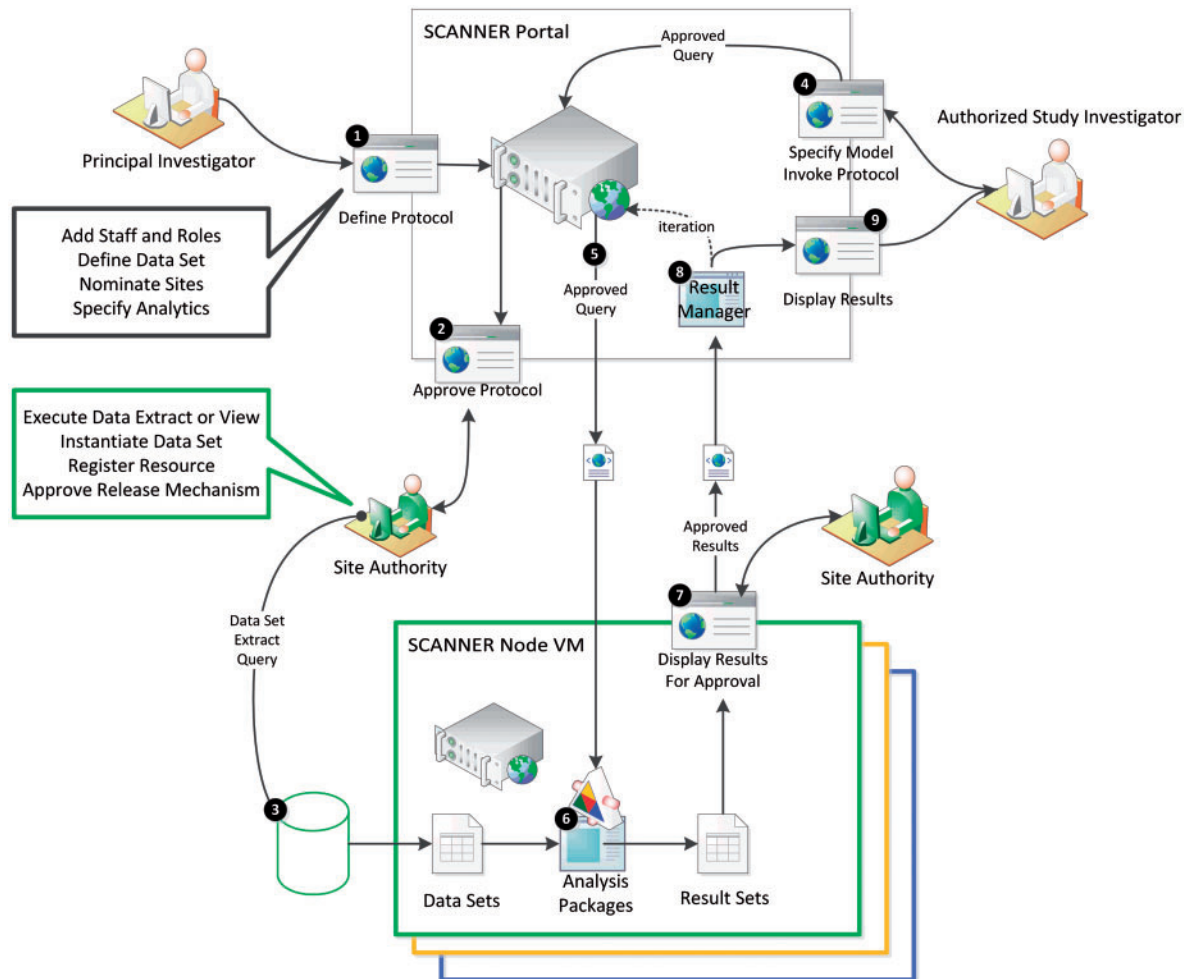 SCANNER Portal
Approved
Query
4
Authorized Study Investigator
1
Principal Investigator
Specify Model
Invoke Protocol
Define Protocol
9
Add Staff and Roles
Define Data Set
Nominate Sites
Specify Analytics
iteration
5
Approved
Query
8
Result
Manager
Display Results
2
Approve Protocol
Execute Data Extract or View
Instantiate Data Set
Register Resource
Approve Release Mechanism
Site Authority
Approved
Results
Site Authority
7
Data Set
Extract
Query
SCANNER Node VM
Display Results
For Approval
3
6
Data Sets
Analysis
Packages
Result Sets